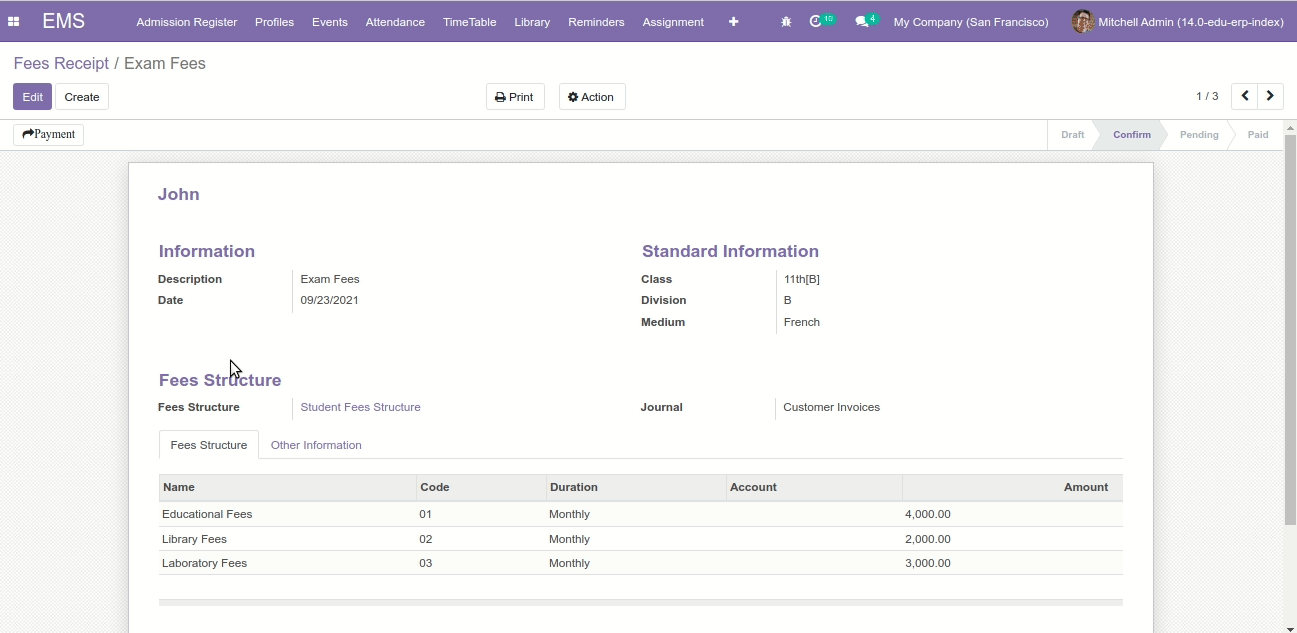 EMS Admission Register Profiles Events Attendance TimeTable Library Reminders Assignment 10 4 My Company (San Francisco) Mitchell Admin (14.0-edu-erp-index)
Fees Receipt / Exam Fees
Edit Create Print Action 1 / 3
Payment Draft Confirm Pending Paid
John
Information Standard Information
Description Exam Fees Class 11th[B]
Date 09/23/2021 Division B
Medium French
Fees Structure
Fees Structure Student Fees Structure Journal Customer Invoices
Fees Structure Other Information
Name Code Duration Account Amount
Educational Fees 01 Monthly 4,000.00
Library Fees 02 Monthly 2,000.00
Laboratory Fees 03 Monthly 3,000.00